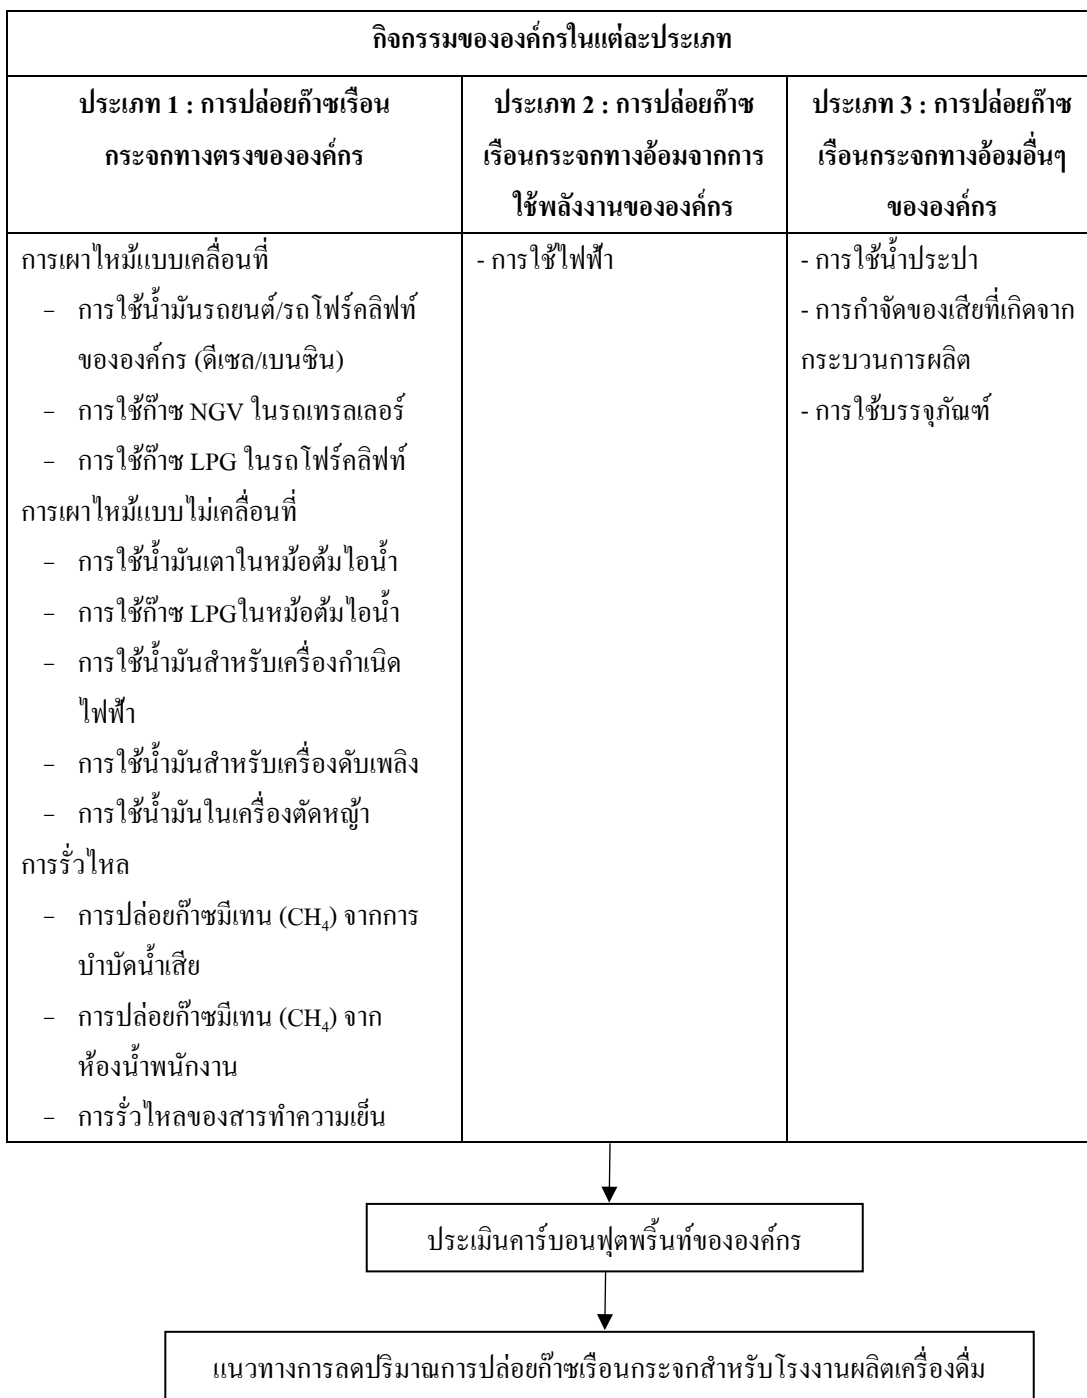 กิจกรรมขององค์กรในแต่ละประเภท
ประเภท 1 : การปล่อยก๊าซเรือน
กระจกทางตรงขององค์กร
ประเภท 2 : การปล่อยก๊าซ
เรือนกระจกทางอ้อมจากการ
ใช้พลังงานขององค์กร
ประเภท 3 : การปล่อยก๊าซ
เรือนกระจกทางอ้อมอื่นๆ
ขององค์กร
การเผาไหม้แบบเคลื่อนที่
- การใช้น้ำมันรถยนต์/รถโฟร์คลิฟท์
ขององค์กร (ดีเซล/เบนซิน)
- การใช้ก๊าซ NGV ในรถเทรลเลอร์
- การใช้ก๊าซ LPG ในรถโฟร์คลิฟท์
การเผาไหม้แบบไม่เคลื่อนที่
- การใช้น้ำมันเตาในหม้อต้มไอน้ำ
- การใช้ก๊าซ LPGในหม้อต้มไอน้ำ
- การใช้น้ำมันสำหรับเครื่องกำเนิด
ไฟฟ้า
- การใช้น้ำมันสำหรับเครื่องดับเพลิง
- การใช้น้ำมันในเครื่องตัดหญ้า
การรั่วไหล
- การปล่อยก๊าซมีเทน (CH₄) จากการ
บำบัดน้ำเสีย
- การปล่อยก๊าซมีเทน (CH₄) จาก
ห้องน้ำพนักงาน
- การรั่วไหลของสารทำความเย็น
- การใช้ไฟฟ้า
- การใช้น้ำประปา
- การกำจัดของเสียที่เกิดจาก
กระบวนการผลิต
- การใช้บรรจุภัณฑ์
ประเมินคาร์บอนฟุตพริ้นท์ขององค์กร
แนวทางการลดปริมาณการปล่อยก๊าซเรือนกระจกสำหรับโรงงานผลิตเครื่องดื่ม